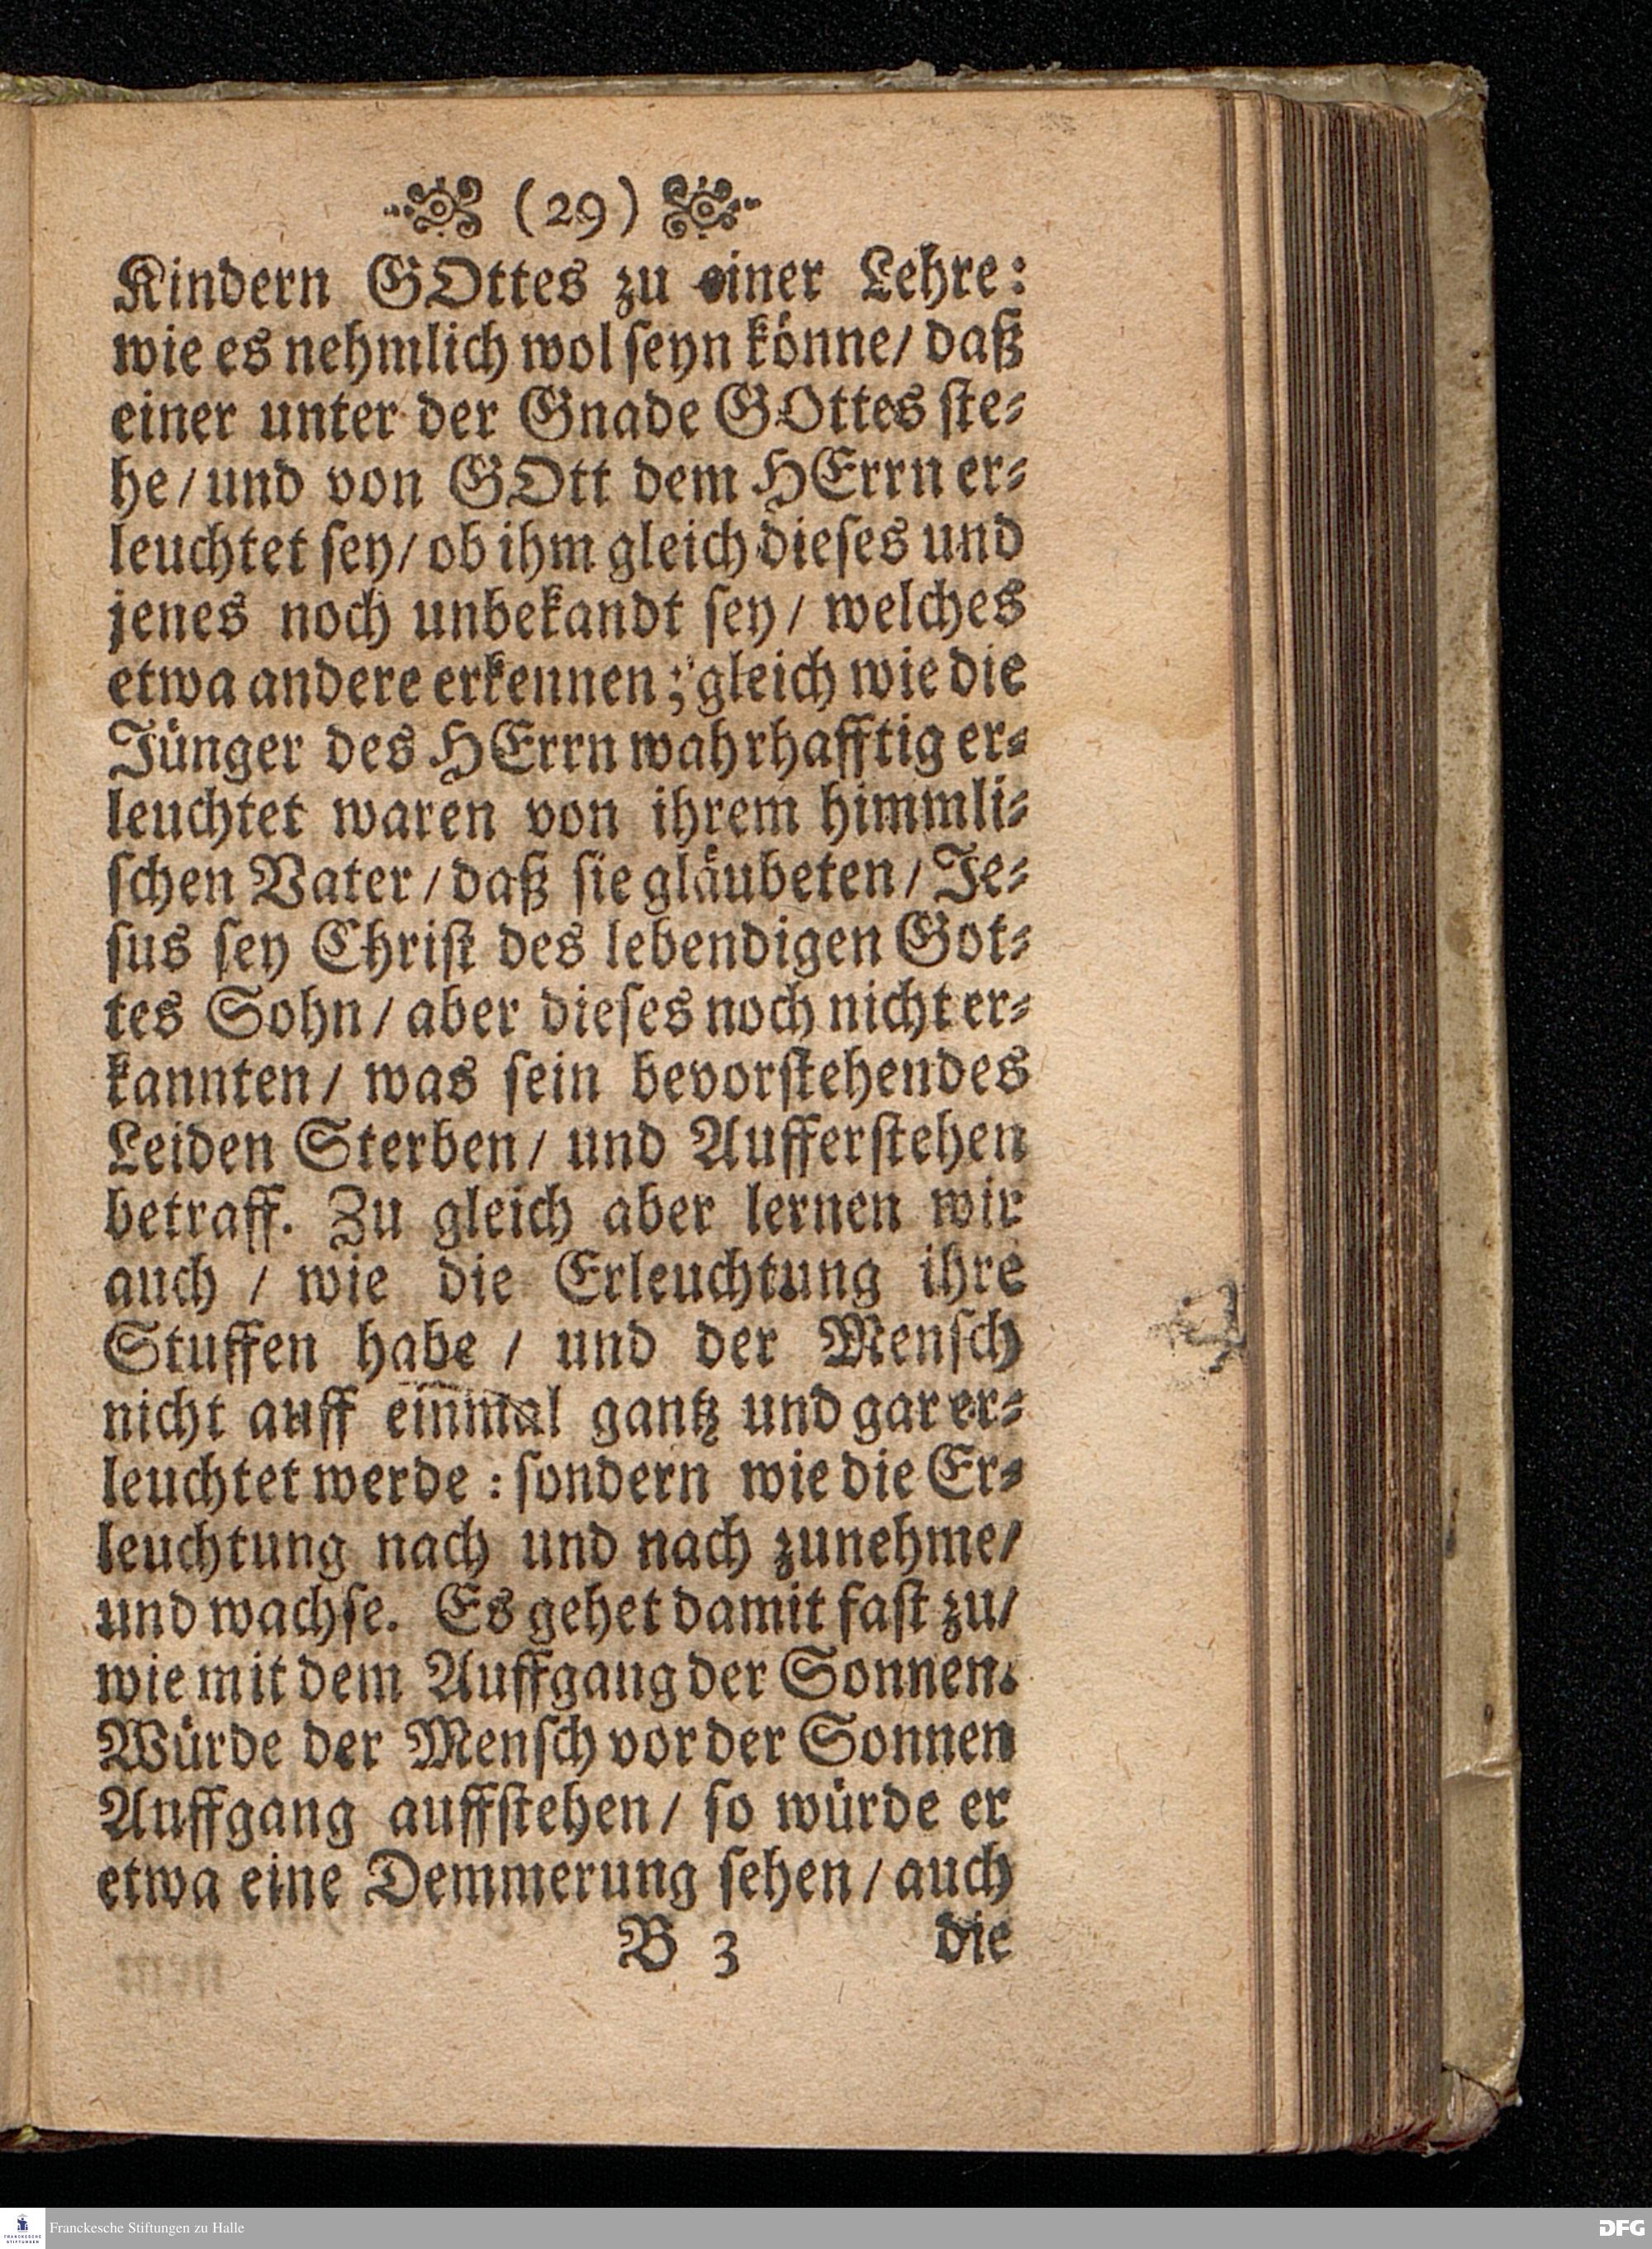 (29)
Kindern GOttes zu einer Lehre:
wie es nehmlich wol ſeyn könne/ daß
einer unter der Gnade GOttes ſte⸗
he/ und von GOtt dem HErrn er⸗
leuchtet ſey/ ob ihm gleich dieſes und
jenes noch unbekandt ſey/ welches
etwa andere erkennen; gleich wie die
Jünger des HErrn wahrhafftig er⸗
leuchtet waren von ihrem himmli⸗
ſchen Vater/ daß ſie gläubeten/ Je⸗
ſus ſey Chriſt des lebendigen Got⸗
tes Sohn/ aber dieſes noch nicht er⸗
kannten/ was ſein bevorſtehendes
Leiden Sterben/ und Aufferſtehen
betraff. Zu gleich aber lernen wir
auch / wie die Erleuchtung ihre
Stuffen habe / und der Menſch
nicht auff einmal gantz und gar er⸗
leuchtet werde: ſondern wie die Er⸗
leuchtung nach und nach zunehme/
und wachſe. Es gehet damit faſt zu/
wie mit dem Auffgang der Sonnen.
Würde der Menſch vor der Sonnen
Auffgang auffſtehen/ ſo würde er
etwa eine Demmerung ſehen/ auch
B 3 die
Franckesche Stiftungen zu Halle
FRANCKESCHE
STIFTUNGEN
DFG